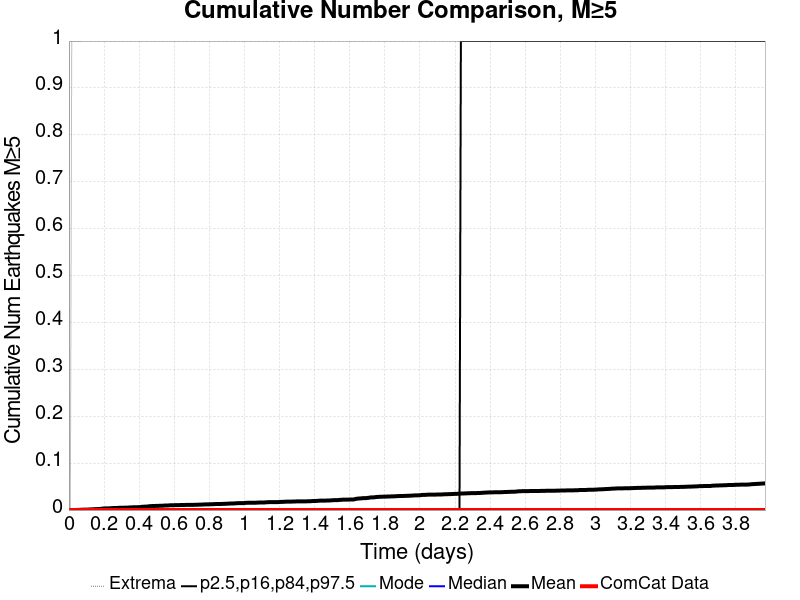 Cumulative Number Comparison, M≥5
Cumulative Num Earthquakes M≥5
1
0.9
0.8
0.7
0.6
0.5
0.4
0.3
0.2
0.1
0
0 0.2 0.4 0.6 0.8 1 1.2 1.4 1.6 1.8 2 2.2 2.4 2.6 2.8 3 3.2 3.4 3.6 3.8
Time (days)
Extrema p2.5,p16,p84,p97.5 Mode Median Mean ComCat Data